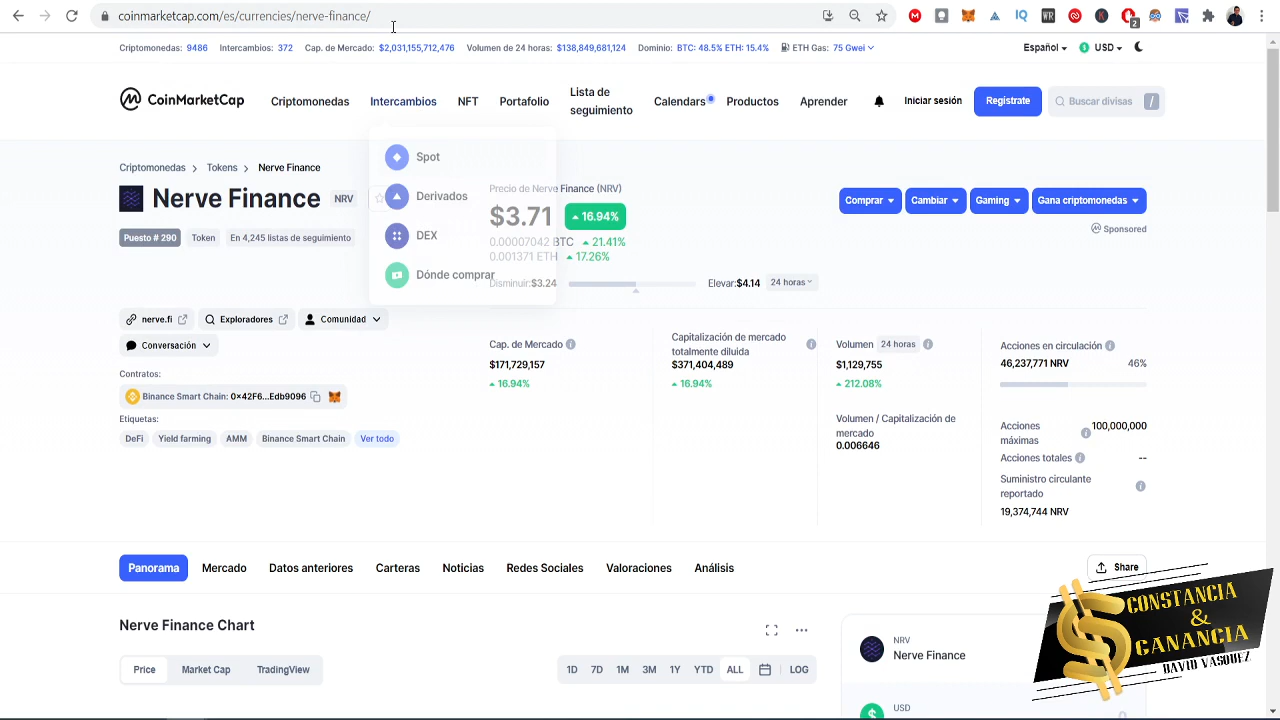 coinmarketcap.com/es/currencies/nerve-finance/
2
Criptomonedas: 9486 Intercambios: 372 Cap. de Mercado: $2,031,155,712,476 Volumen de 24 horas: $138,849,681,124 Dominio: BTC: 48.5% ETH: 15.4% ETH Gas: 75 Gwei Español USD
CoinMarketCap Criptomonedas Intercambios NFT Portafolio Lista de seguimiento Calendars Productos Aprender Iniciar sesión Regístrate Buscar divisas /
Spot
Derivados
DEX
Dónde comprar
Criptomonedas > Tokens > Nerve Finance
Nerve Finance NRV
Puesto # 290 Token En 4,245 listas de seguimiento
Precio de Nerve Finance (NRV)
$3.71 16.94%
0.00007042 BTC 21.41%
0.001371 ETH 17.26%
Disminuir:$3.24 Elevar:$4.14 24 horas
Comprar Cambiar Gaming Gana criptomonedas
Sponsored
nerve.fi Exploradores Comunidad
Conversación
Contratos:
Binance Smart Chain: 0x42F6...Edb9096
Etiquetas:
DeFi Yield farming AMM Binance Smart Chain Ver todo
Cap. de Mercado
$171,729,157
16.94%
Capitalización de mercado
totalmente diluida
$371,404,489
16.94%
Volumen 24 horas
$1,129,755
212.08%
Volumen / Capitalización de
mercado
0.006646
Acciones en circulación
46,237,771 NRV 46%
Acciones
máximas
100,000,000
Acciones totales --
Suministro circulante
reportado
19,374,744 NRV
Panorama Mercado Datos anteriores Carteras Noticias Redes Sociales Valoraciones Análisis Share
Nerve Finance Chart
Price Market Cap TradingView 1D 7D 1M 3M 1Y YTD ALL LOG
NRV
Nerve Finance
USD
CONSTANCIA
&
GANANCIA
DAVID VASQUEZ